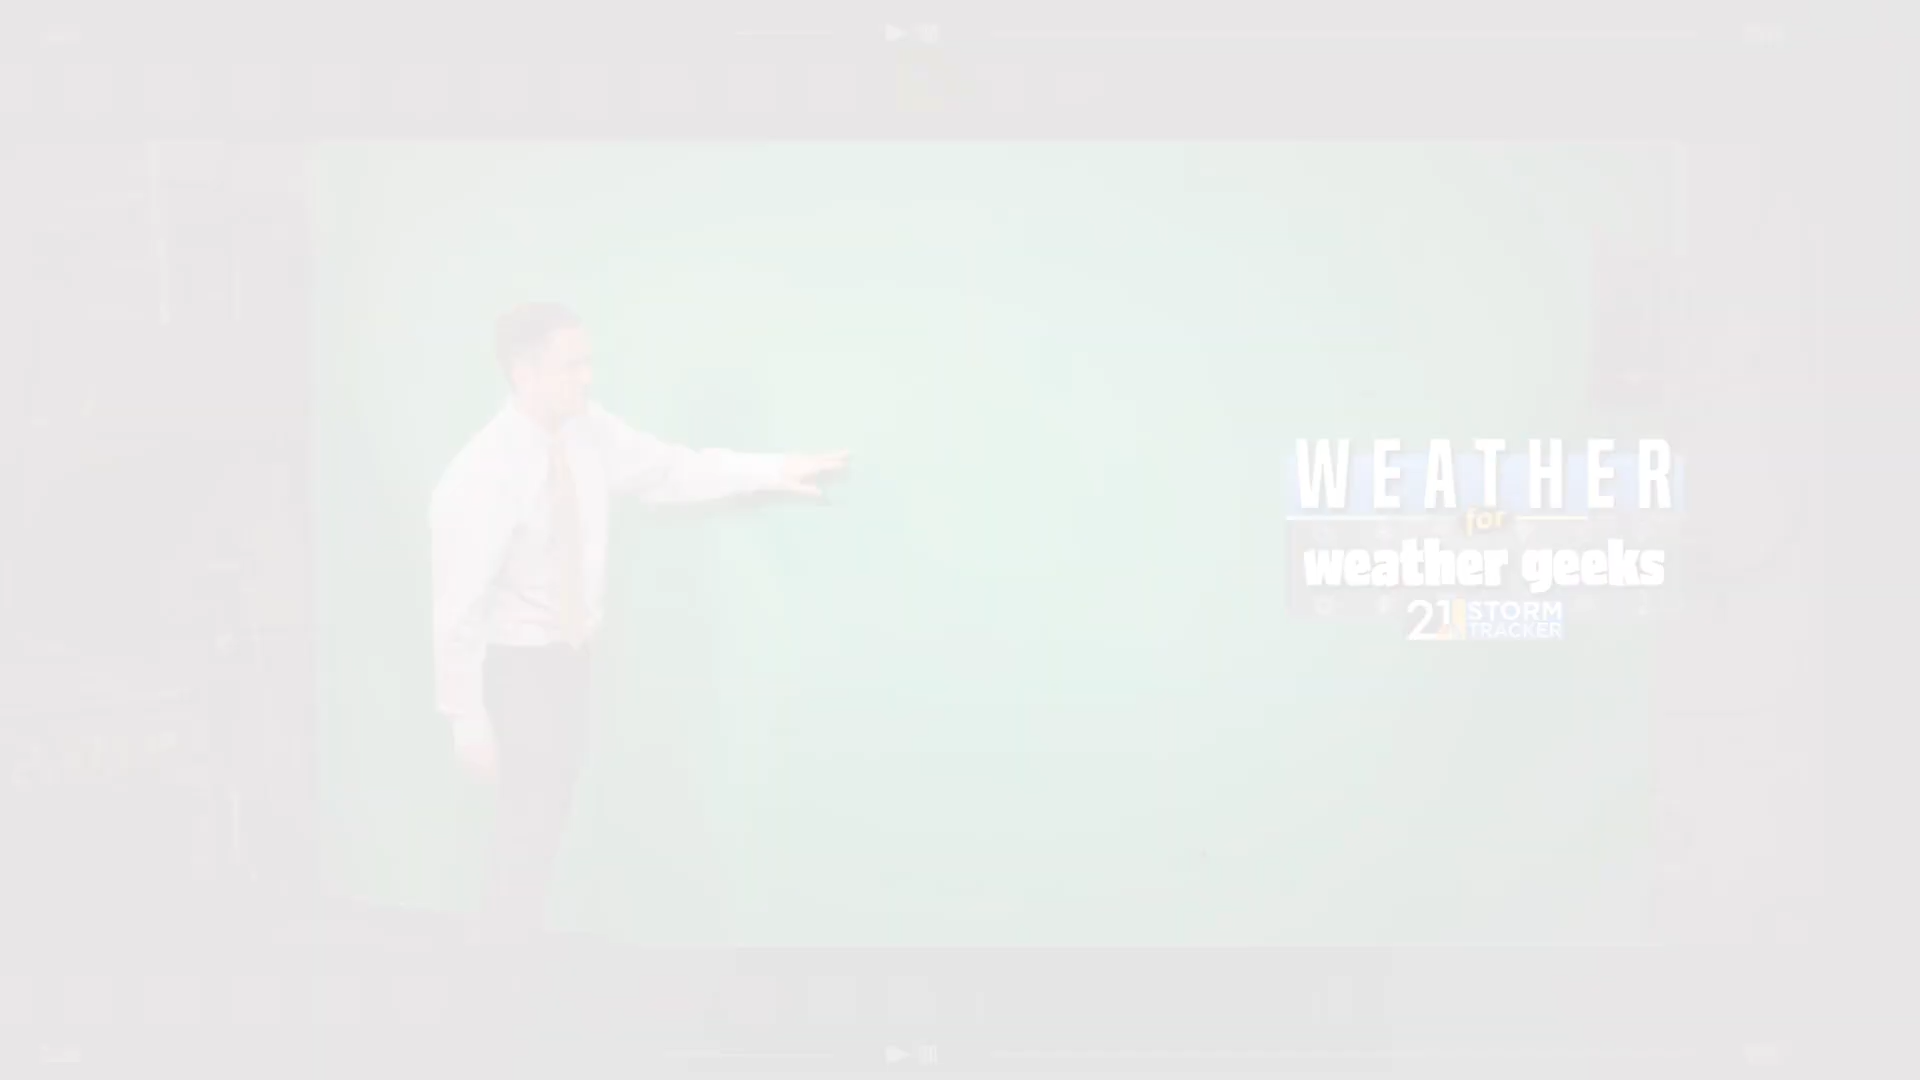 WEATHER
for
weather geeks
21 STORM
TRACKER